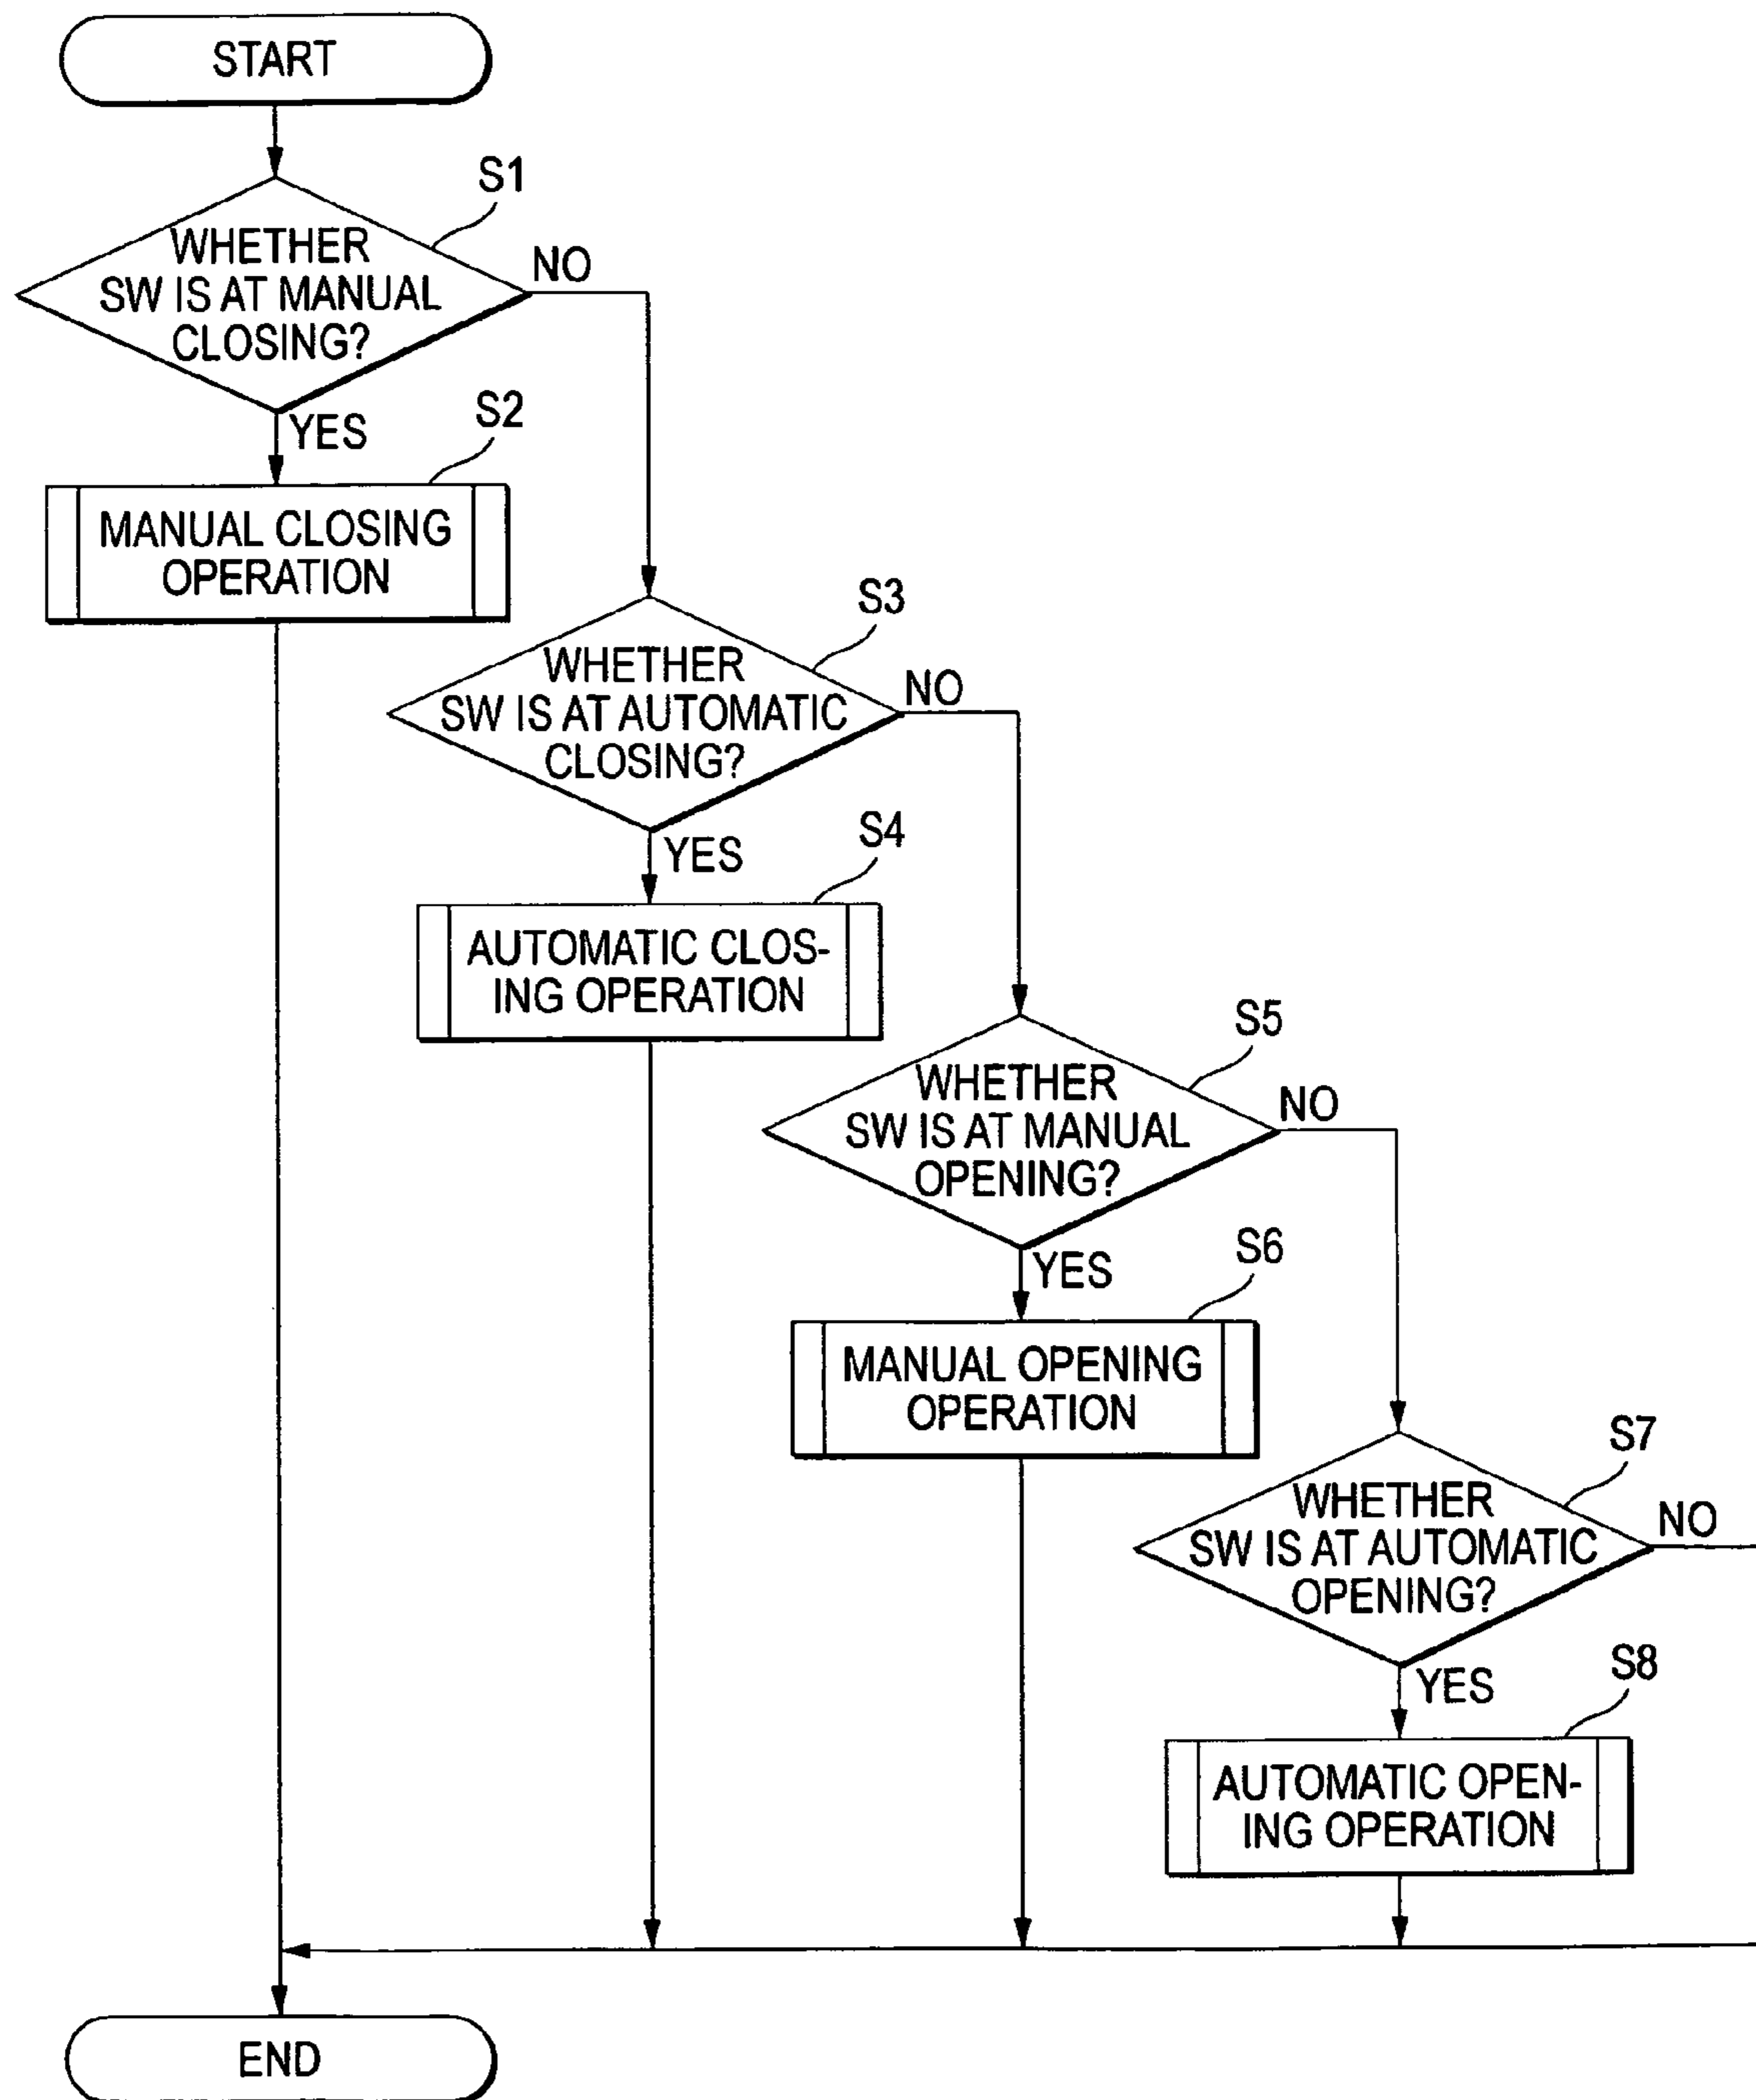 START
S1
WHETHER
SW IS AT MANUAL
CLOSING?
NO
YES
S2
MANUAL CLOSING
OPERATION
S3
WHETHER
SW IS AT AUTOMATIC
CLOSING?
NO
YES
S4
AUTOMATIC CLOS-
ING OPERATION
S5
WHETHER
SW IS AT MANUAL
OPENING?
NO
YES
S6
MANUAL OPENING
OPERATION
S7
WHETHER
SW IS AT AUTOMATIC
OPENING?
NO
YES
S8
AUTOMATIC OPEN-
ING OPERATION
END